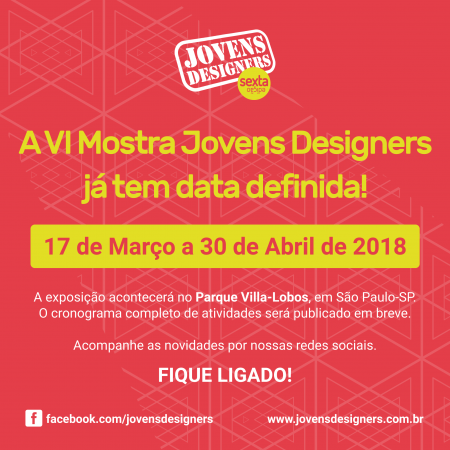 JOVENS
DESIGNERS
sexta
edição
A VI Mostra Jovens Designers
já tem data definida!
17 de Março a 30 de Abril de 2018
A exposição acontecerá no Parque Villa-Lobos, em São Paulo-SP.
O cronograma completo de atividades será publicado em breve.
Acompanhe as novidades por nossas redes sociais.
FIQUE LIGADO!
f facebook.com/jovensdesigners
www.jovensdesigners.com.br